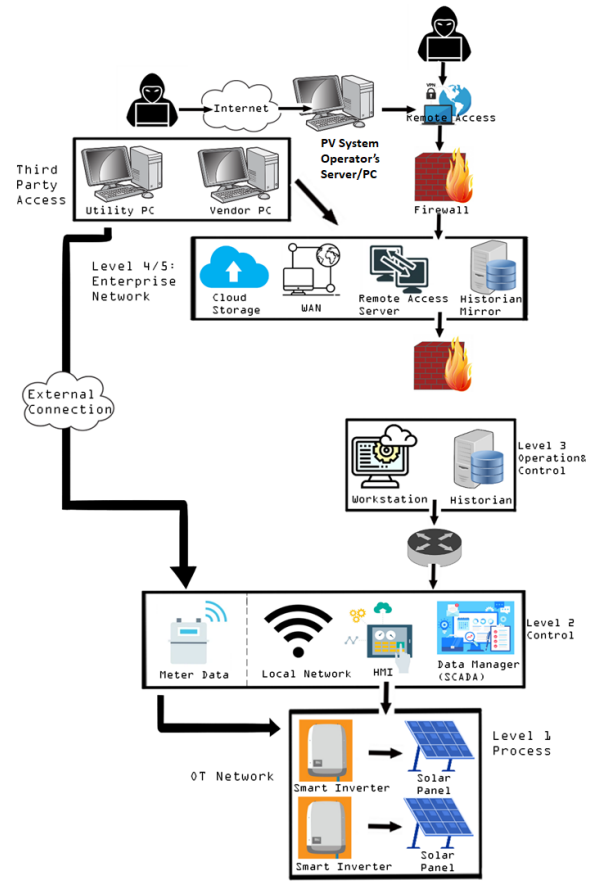 VPN
Internet
Remote Access
PV System
Operator's
Server/PC
Third
Party
Access
Utility PC
Vendor PC
Firewall
Level 4/5:
Enterprise
Network
Cloud
Storage
WAN
Remote Access
Server
Historian
Mirror
External
Connection
Level 3
Operation&
Control
Workstation
Historian
Level 2
Control
Meter Data
Local Network
HMI
Data Manager
(SCADA)
Level 1
Process
OT Network
Smart Inverter
Solar
Panel
Smart Inverter
Solar
Panel